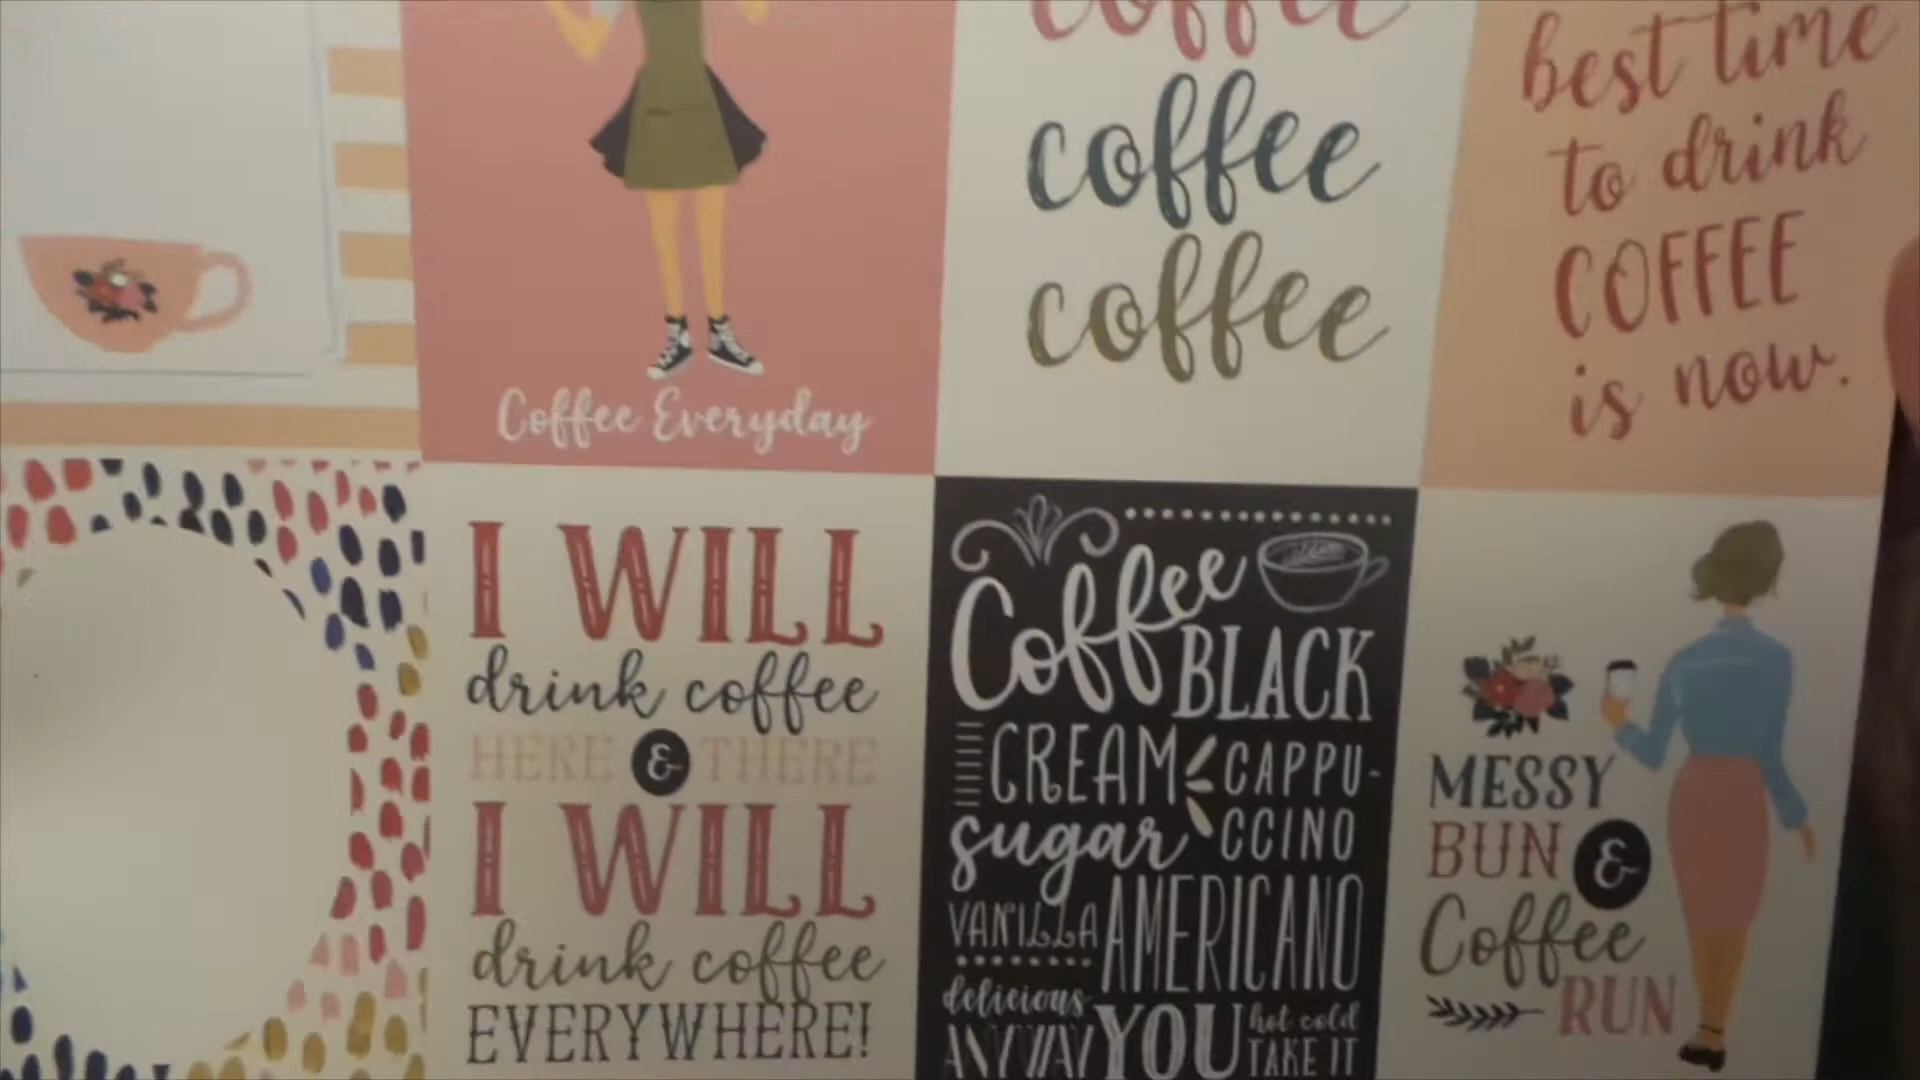 Coffee Everyday
coffee
coffee
coffee
best time
to drink
COFFEE
is now.
I WILL
drink coffee
HERE & THERE
I WILL
drink coffee
EVERYWHERE!
Coffee
BLACK
CREAM
CAPPU-
CCINO
sugar
VANILLA
AMERICANO
delicious
ANYWAY
YOU
hot cold
TAKE IT
MESSY
BUN &
Coffee
RUN